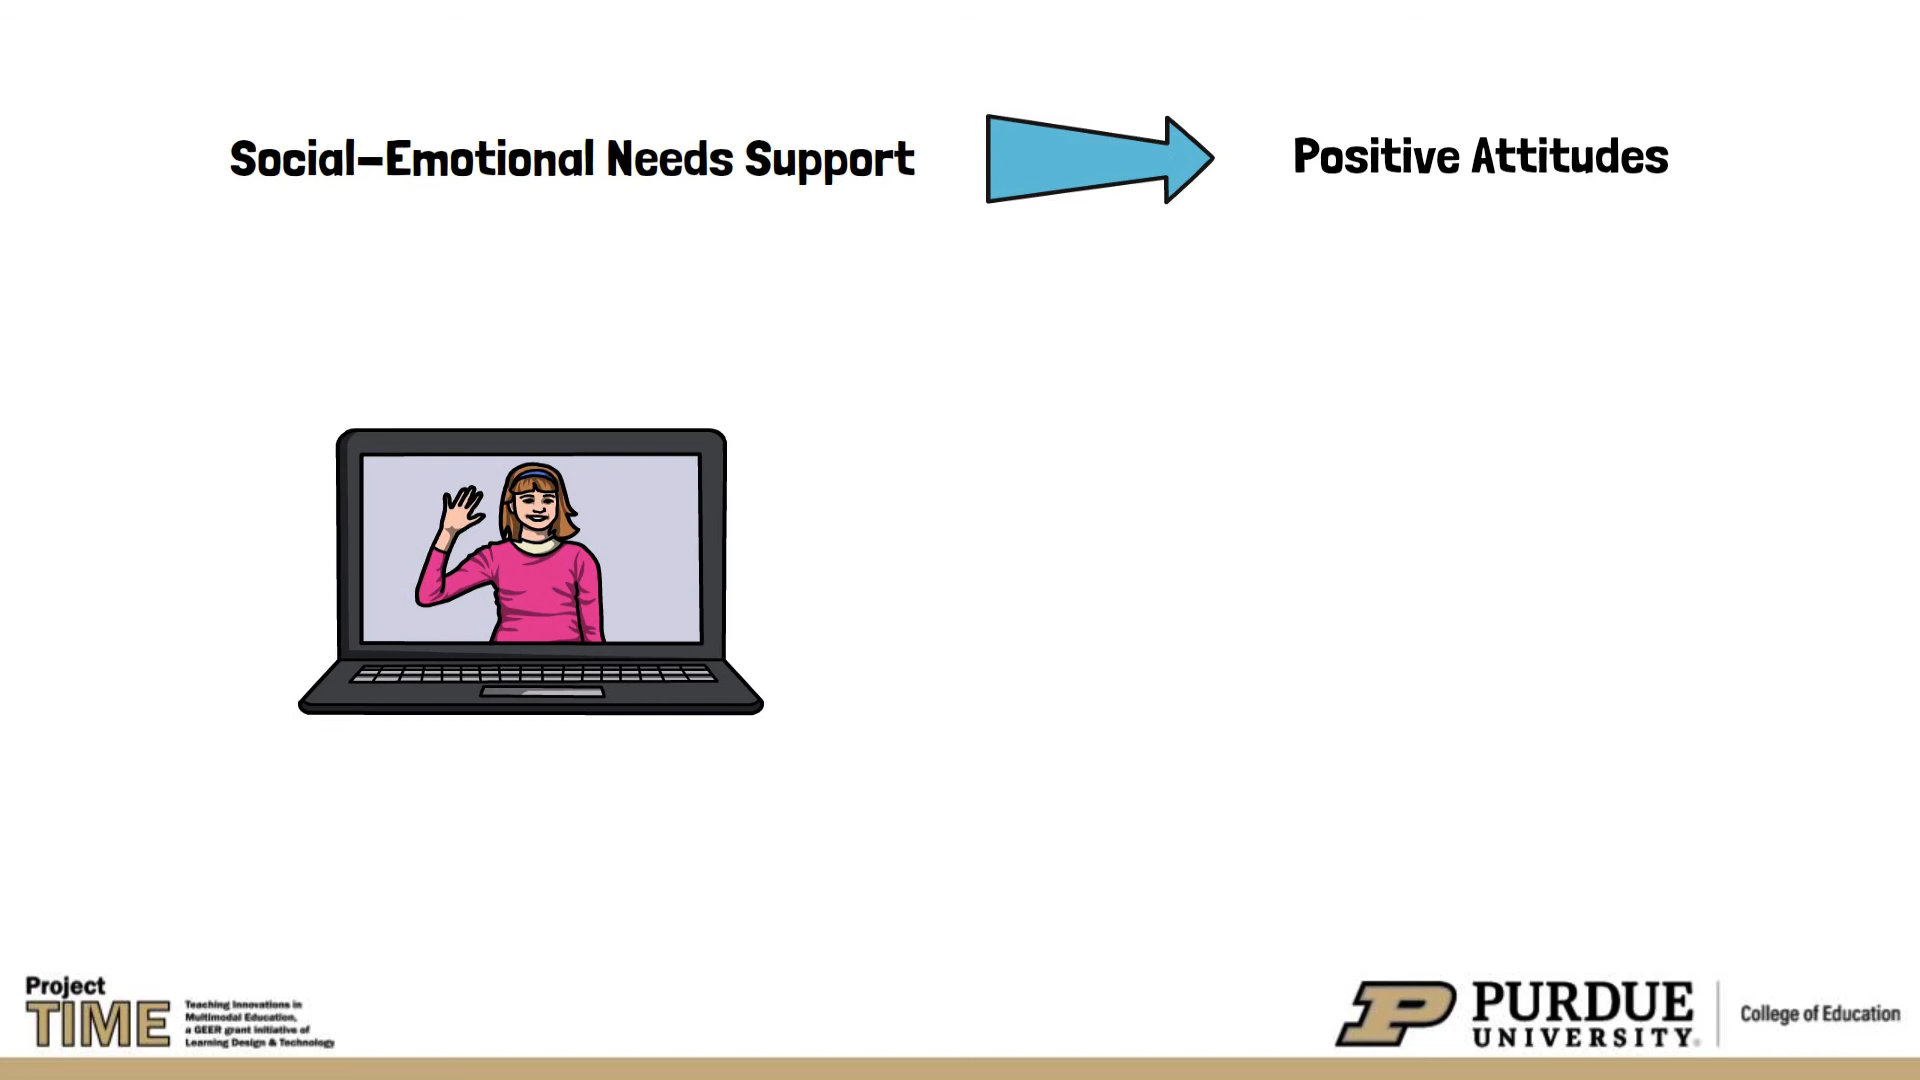 Social-Emotional Needs Support
Positive Attitudes
Project
TIME
Teaching Innovations in
Multimodal Education,
a GEER grant initiative of
Learning Design & Technology
P PURDUE
UNIVERSITY®
College of Education